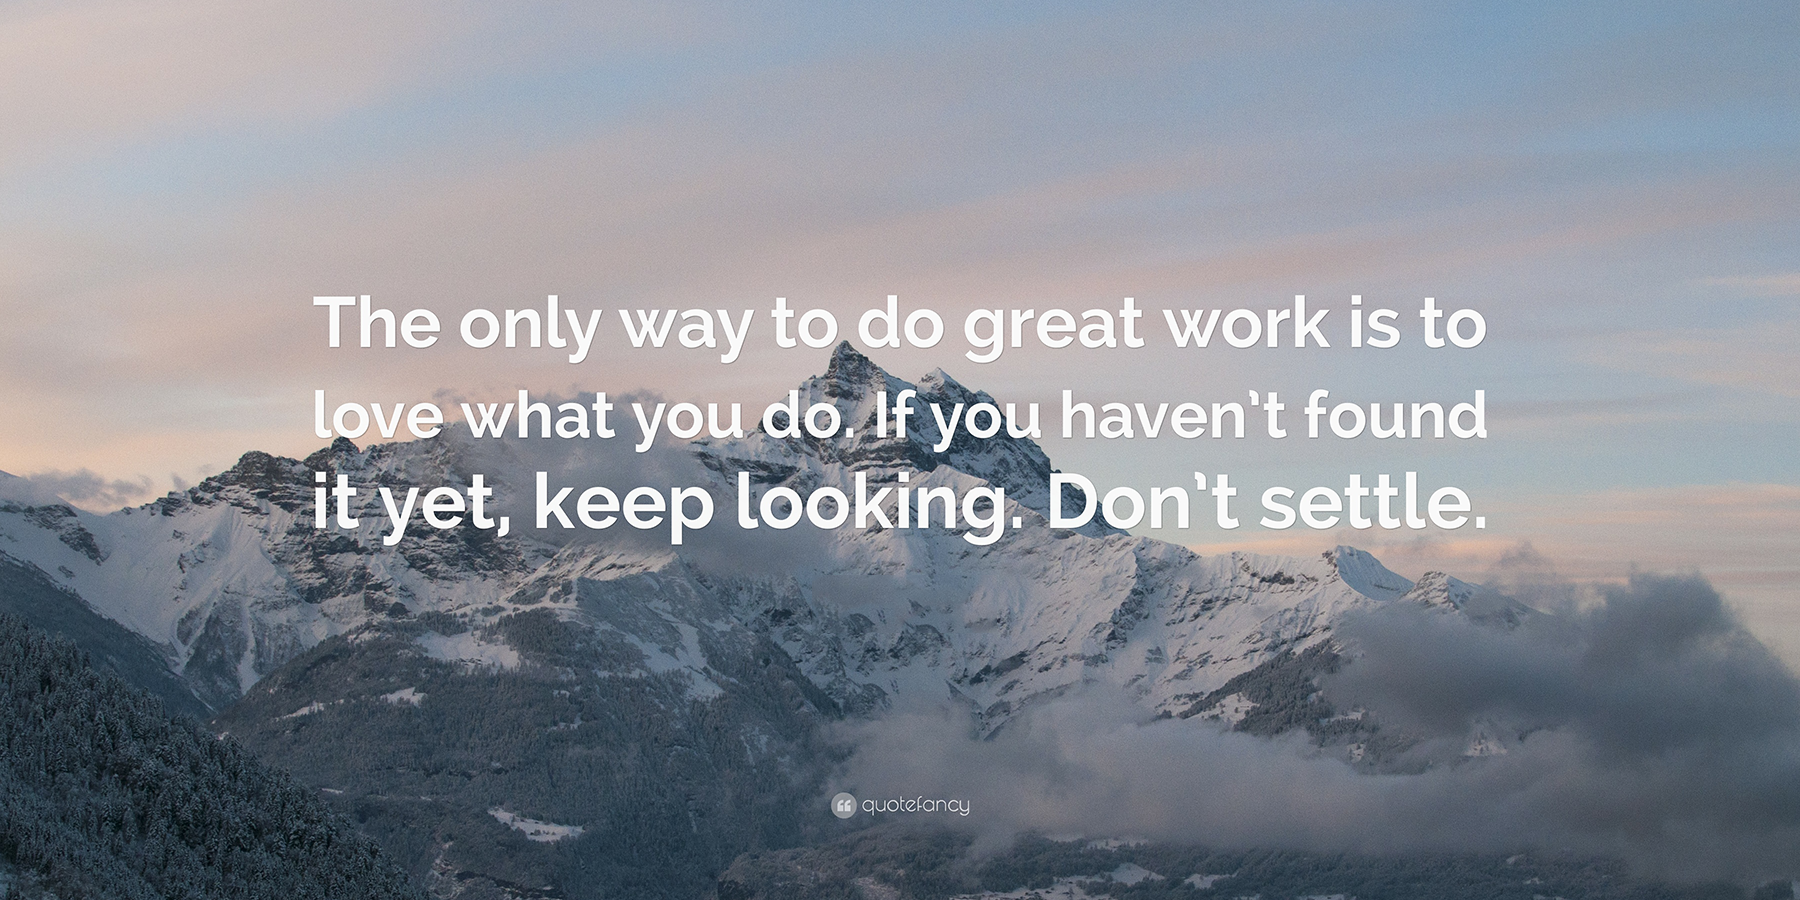 The only way to do great work is to
love what you do. If you haven’t found
it yet, keep looking. Don’t settle.
quotefancy